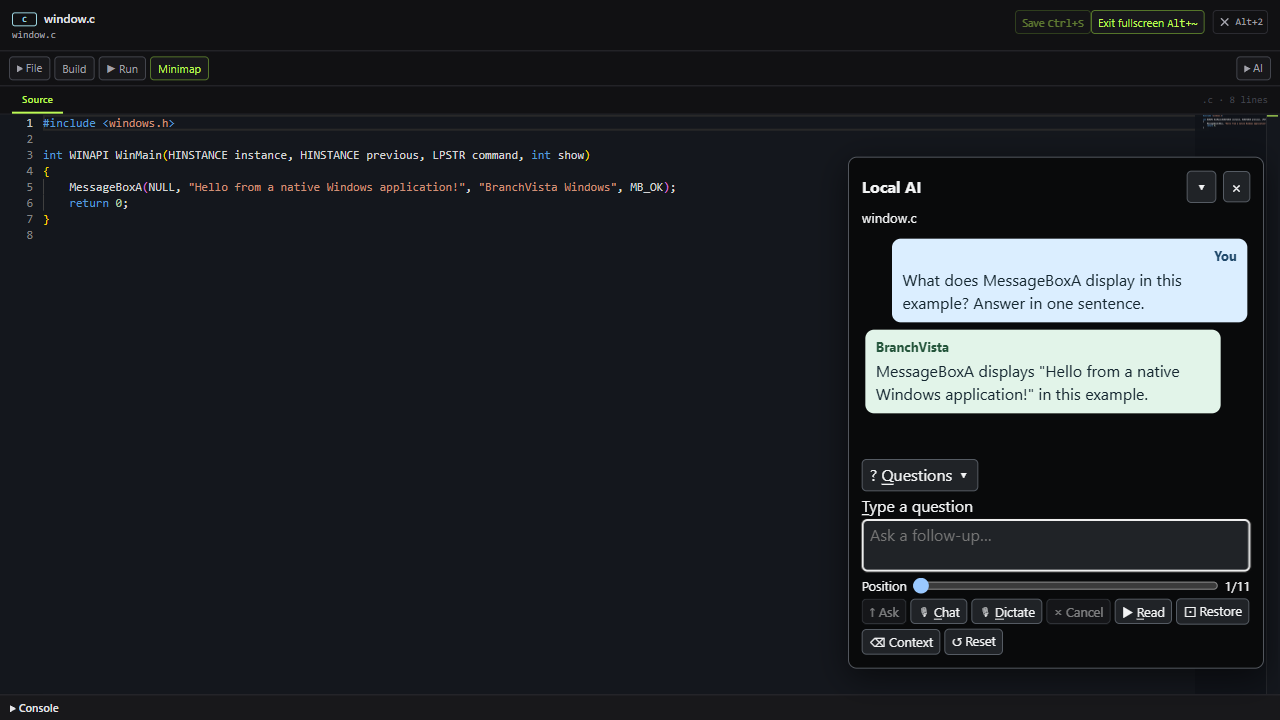 C window.c
window.c
Save Ctrl+S Exit fullscreen Alt+~ × Alt+2
▸ File Build ▶ Run Minimap ▸ AI
Source
.c · 8 lines
1 #include <windows.h>
2
3 int WINAPI WinMain(HINSTANCE instance, HINSTANCE previous, LPSTR command, int show)
4 {
5 MessageBoxA(NULL, "Hello from a native Windows application!", "BranchVista Windows", MB_OK);
6 return 0;
7 }
8
Local AI ▼ ×
window.c
You
What does MessageBoxA display in this
example? Answer in one sentence.
BranchVista
MessageBoxA displays "Hello from a native
Windows application!" in this example.
? Questions ▼
Type a question
Ask a follow-up...
Position 1/11
↑ Ask Chat Dictate × Cancel ▶ Read Restore
⌫ Context ↺ Reset
▸ Console